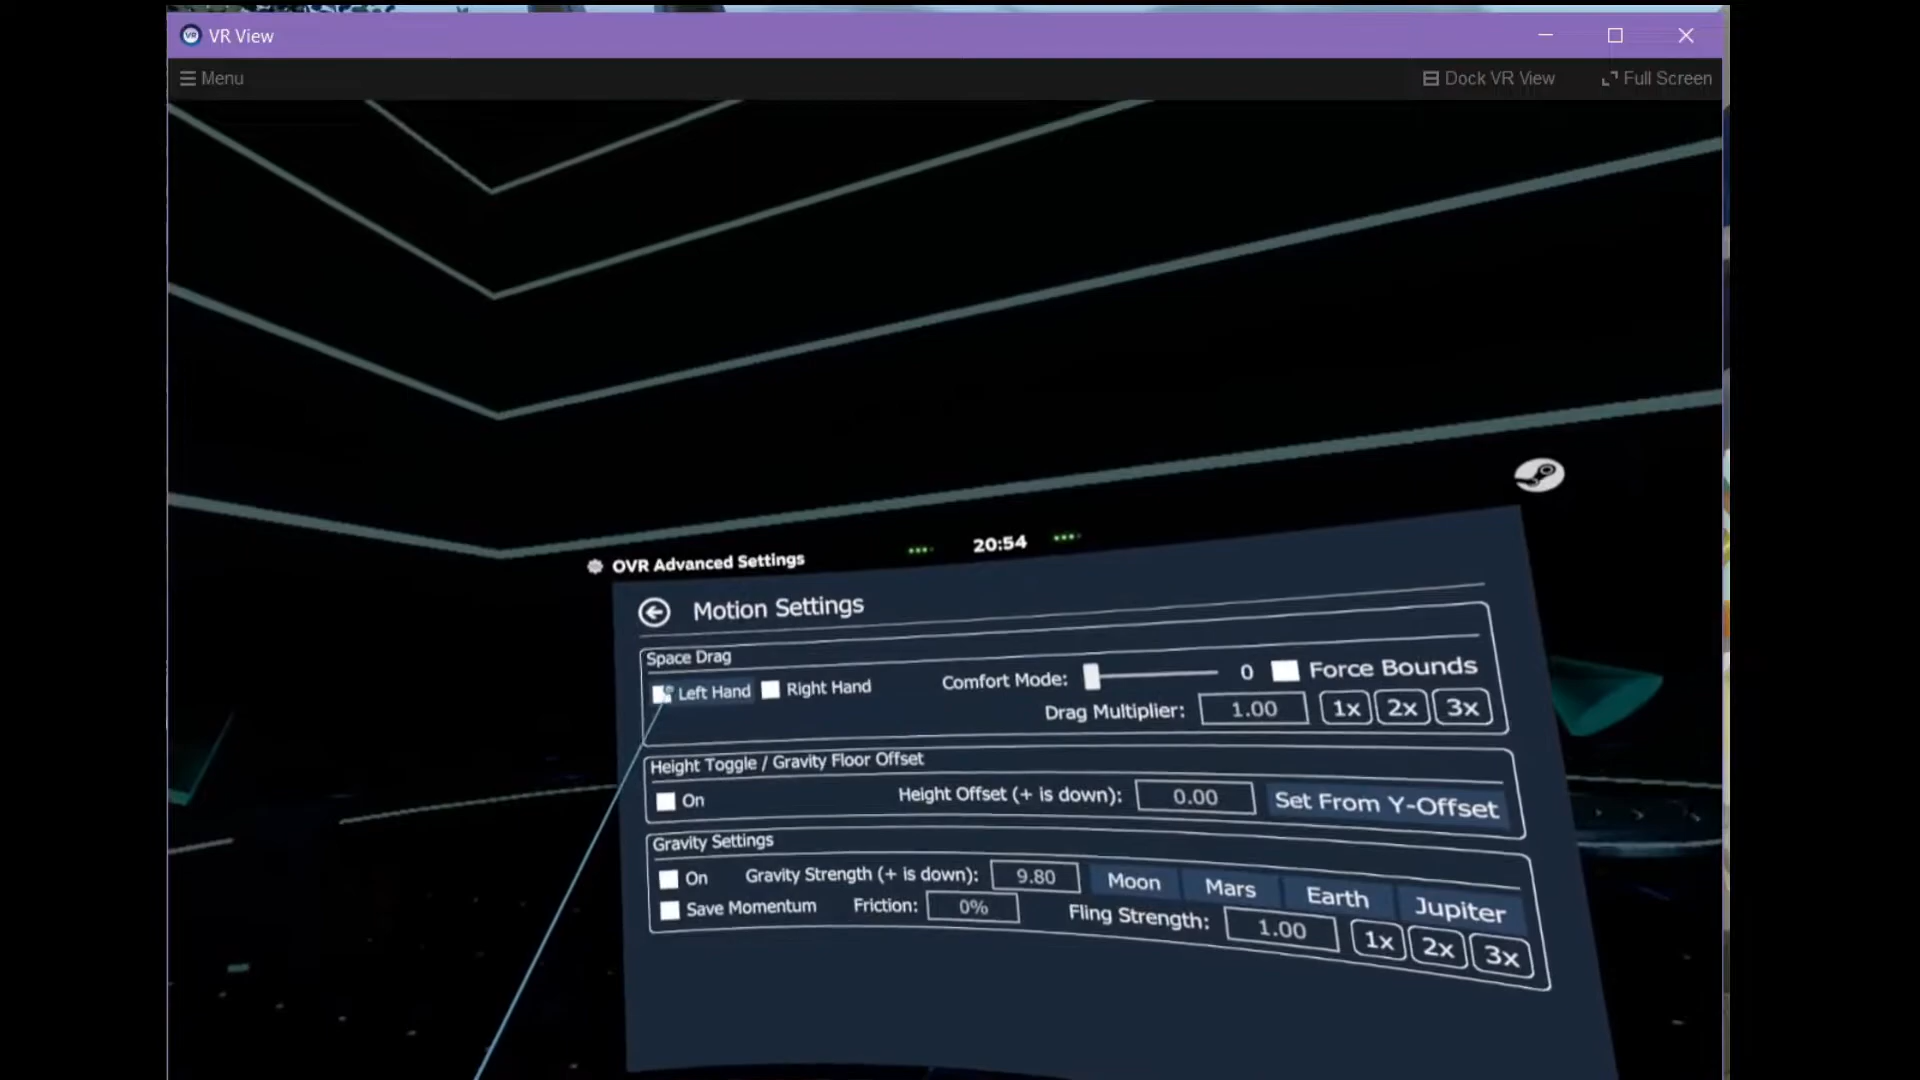 VR View
Menu
Dock VR View
Full Screen
OVR Advanced Settings
20:54
Motion Settings
Space Drag
Left Hand
Right Hand
Comfort Mode:
0
Force Bounds
Drag Multiplier:
1.00
1x
2x
3x
Height Toggle / Gravity Floor Offset
On
Height Offset (+ is down):
0.00
Set From Y-Offset
Gravity Settings
On
Gravity Strength (+ is down):
9.80
Moon
Mars
Earth
Jupiter
Save Momentum
Friction:
0%
Fling Strength:
1.00
1x
2x
3x